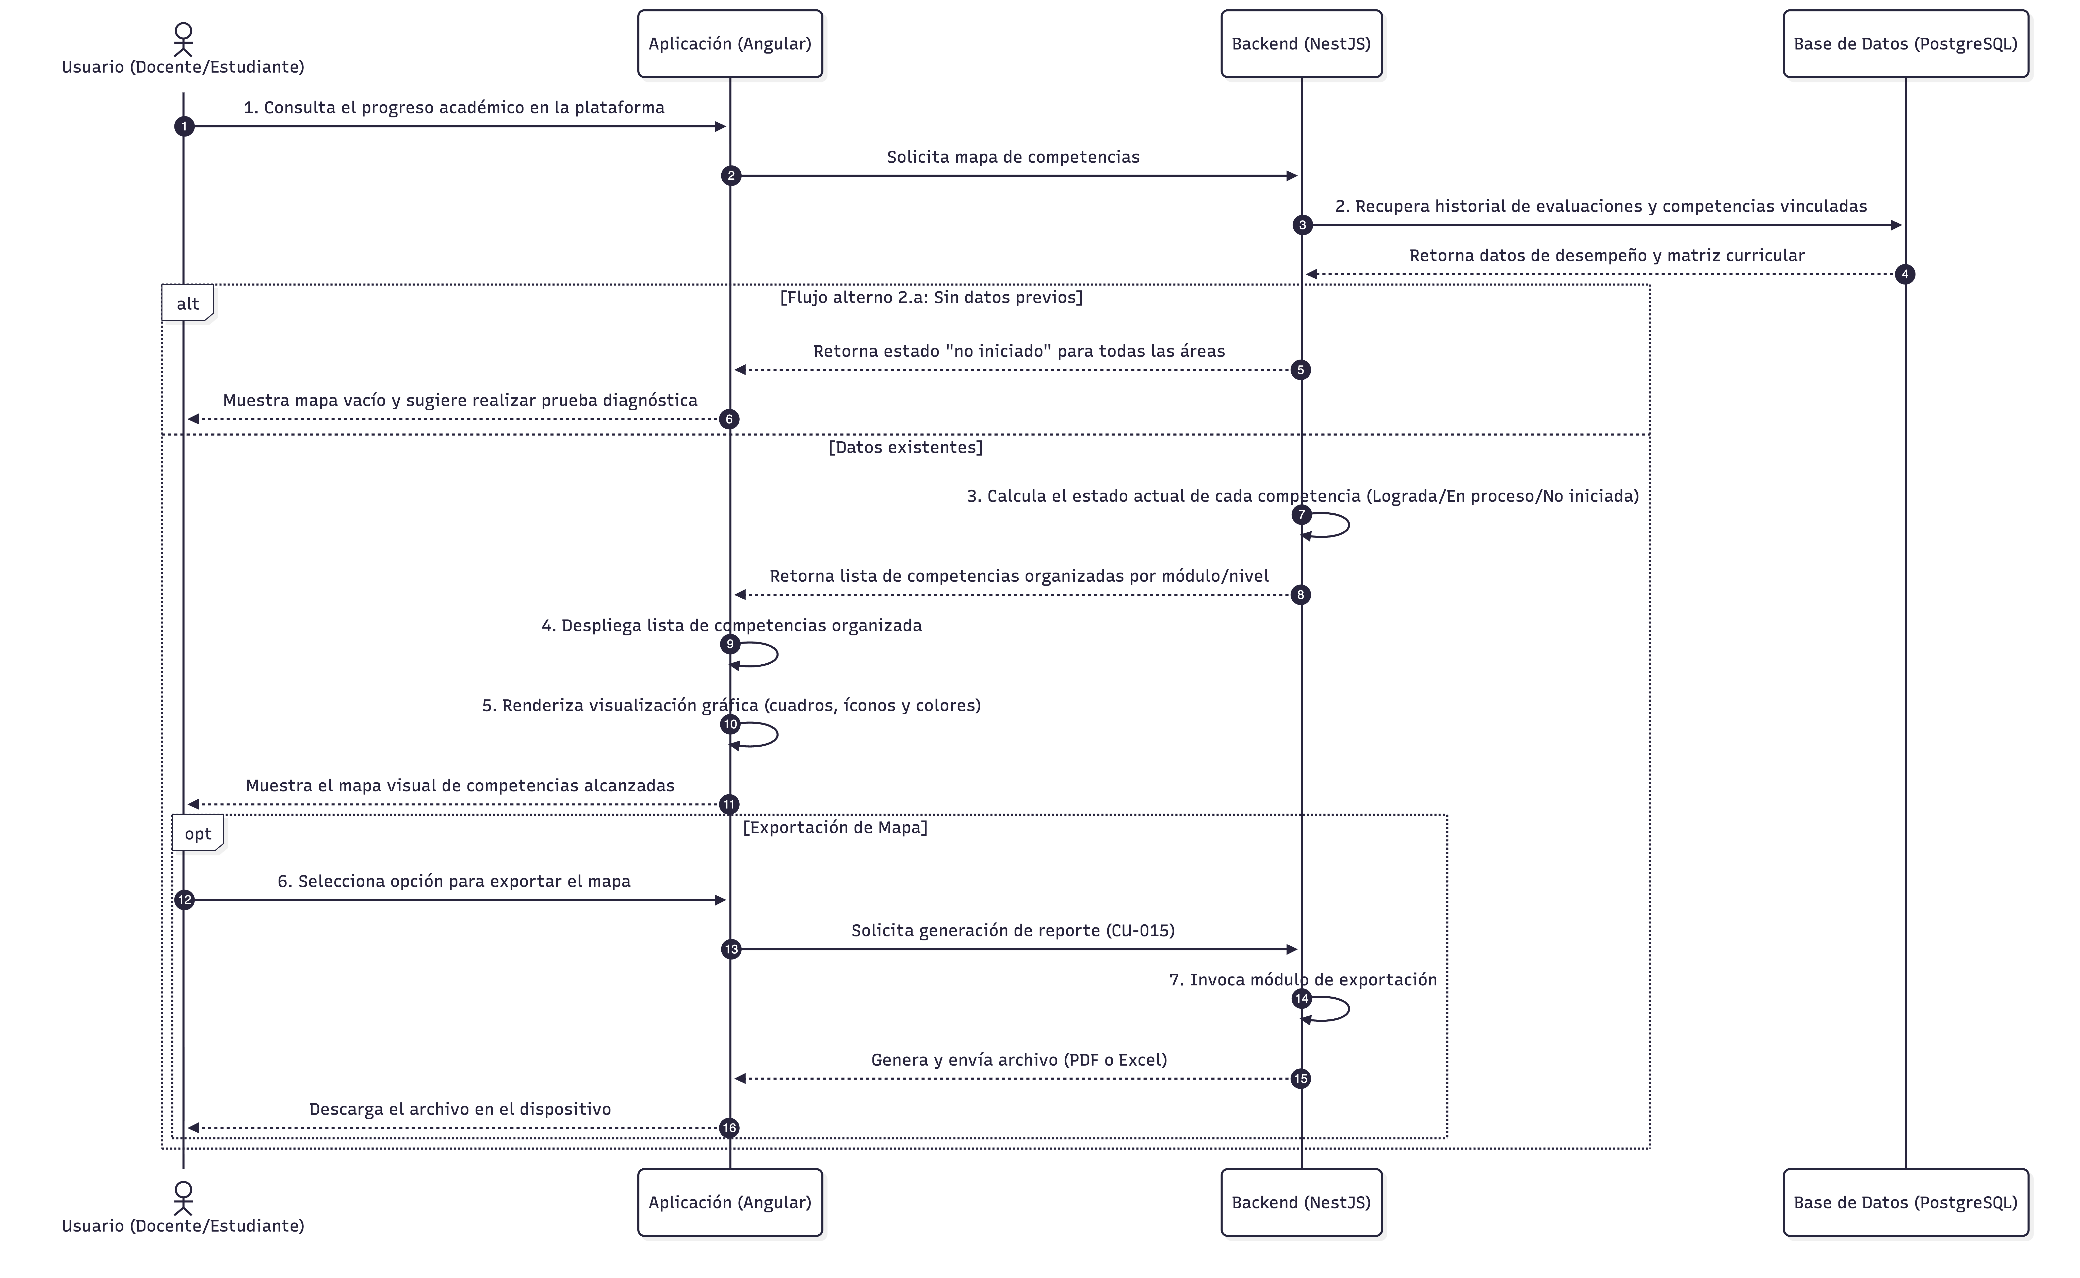 Usuario (Docente/Estudiante)
Aplicación (Angular)
Backend (NestJS)
Base de Datos (PostgreSQL)
1. Consulta el progreso académico en la plataforma
1
Solicita mapa de competencias
2
2. Recupera historial de evaluaciones y competencias vinculadas
3
Retorna datos de desempeño y matriz curricular
4
alt
[Flujo alterno 2.a: Sin datos previos]
Retorna estado "no iniciado" para todas las áreas
5
Muestra mapa vacío y sugiere realizar prueba diagnóstica
6
[Datos existentes]
3. Calcula el estado actual de cada competencia (Lograda/En proceso/No iniciada)
7
Retorna lista de competencias organizadas por módulo/nivel
8
4. Despliega lista de competencias organizada
9
5. Renderiza visualización gráfica (cuadros, íconos y colores)
10
Muestra el mapa visual de competencias alcanzadas
11
opt
[Exportación de Mapa]
6. Selecciona opción para exportar el mapa
12
Solicita generación de reporte (CU-015)
13
7. Invoca módulo de exportación
14
Genera y envía archivo (PDF o Excel)
15
Descarga el archivo en el dispositivo
16
Usuario (Docente/Estudiante)
Aplicación (Angular)
Backend (NestJS)
Base de Datos (PostgreSQL)